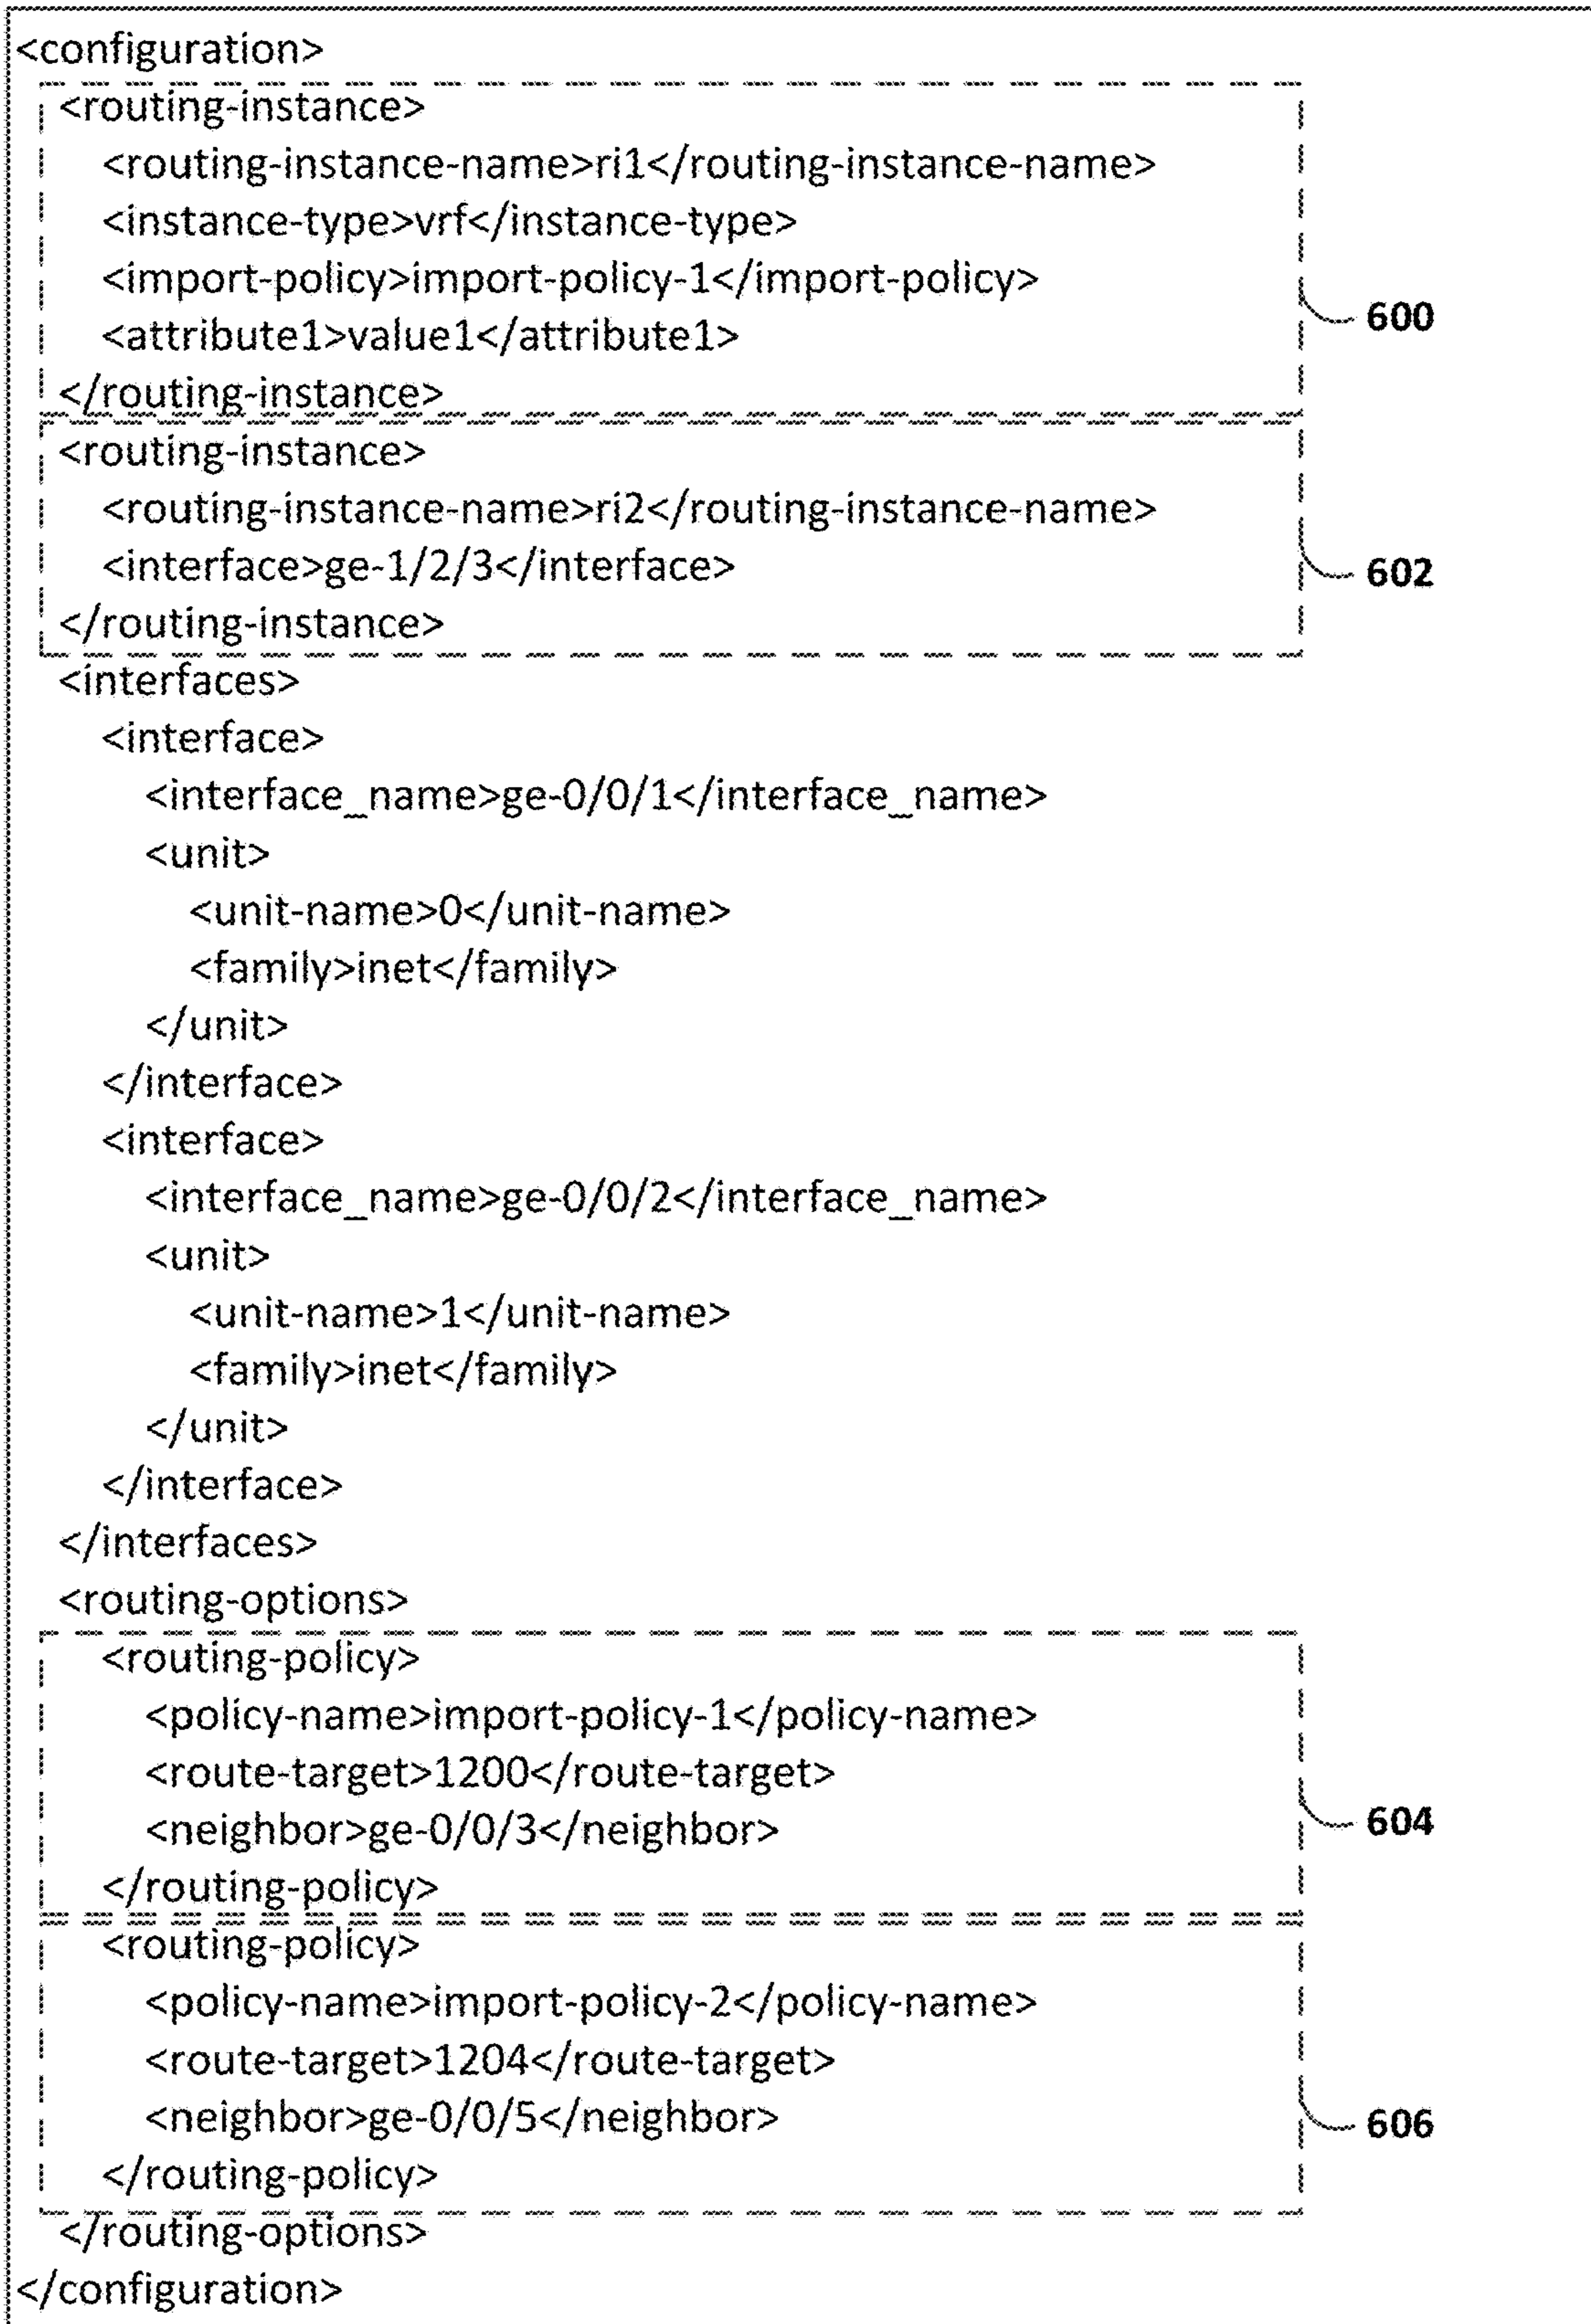 <configuration>
<routing-instance>
<routing-instance-name>ri1</routing-instance-name>
<instance-type>vrf</instance-type>
<import-policy>import-policy-1</import-policy>
<attribute1>value1</attribute1>
600
</routing-instance>
<routing-instance>
<routing-instance-name>ri2</routing-instance-name>
<interface>ge-1/2/3</interface>
602
</routing-instance>
<interfaces>
<interface>
<interface_name>ge-0/0/1</interface_name>
<unit>
<unit-name>0</unit-name>
<family>inet</family>
</unit>
</interface>
<interface>
<interface_name>ge-0/0/2</interface_name>
<unit>
<unit-name>1</unit-name>
<family>inet</family>
</unit>
</interface>
</interfaces>
<routing-options>
<routing-policy>
<policy-name>import-policy-1</policy-name>
<route-target>1200</route-target>
<neighbor>ge-0/0/3</neighbor>
604
</routing-policy>
<routing-policy>
<policy-name>import-policy-2</policy-name>
<route-target>1204</route-target>
<neighbor>ge-0/0/5</neighbor>
606
</routing-policy>
</routing-options>
</configuration>